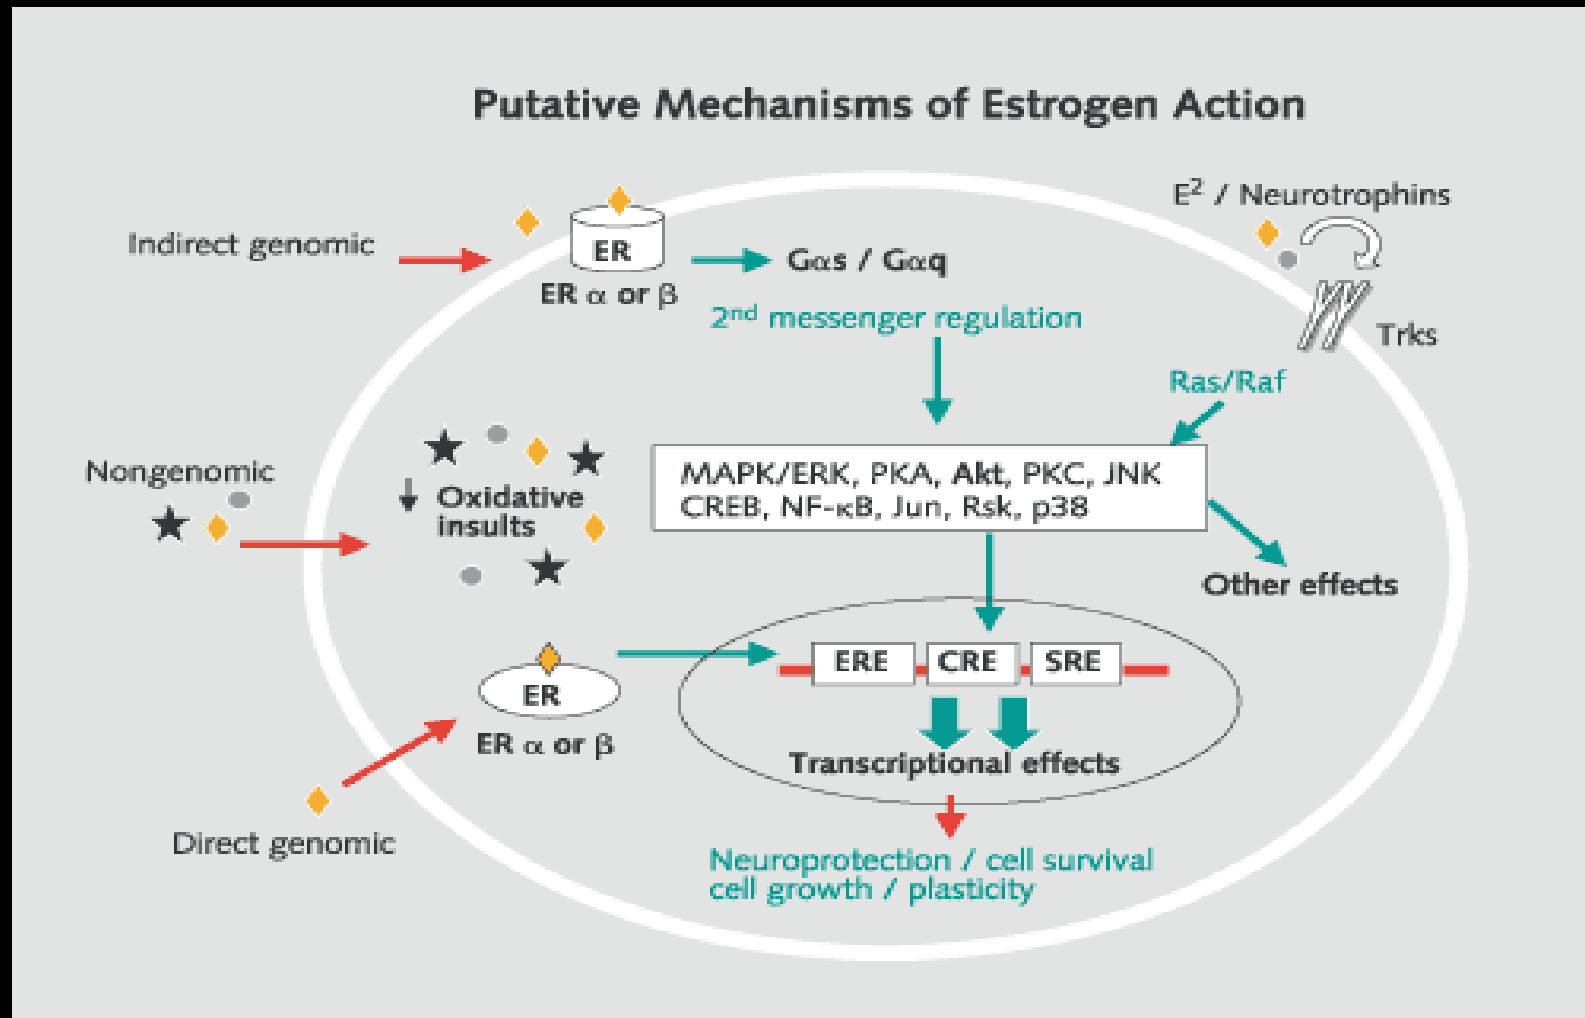 Putative Mechanisms of Estrogen Action
E² / Neurotrophins
Indirect genomic
ER
Gαs / Gαq
ER α or β
2nd messenger regulation
Trks
Ras/Raf
Nongenomic
Oxidative
insults
MAPK/ERK, PKA, Akt, PKC, JNK
CREB, NF-κB, Jun, Rsk, p38
Other effects
ER
ER α or β
ERE
CRE
SRE
Transcriptional effects
Direct genomic
Neuroprotection / cell survival
cell growth / plasticity